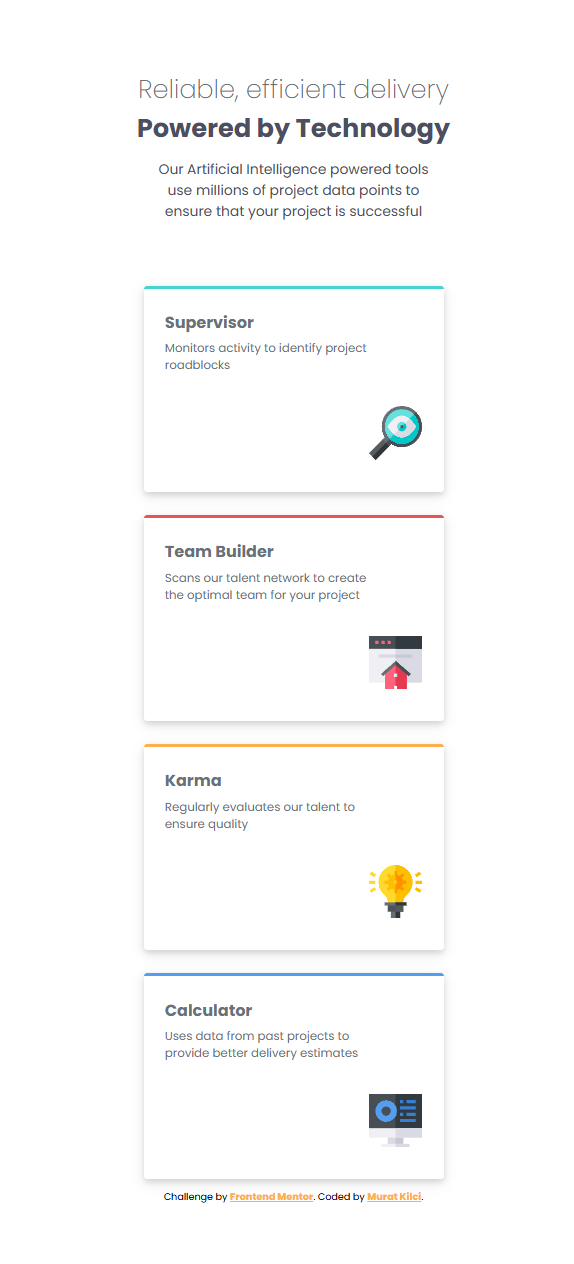 Reliable, efficient delivery
Powered by Technology
Our Artificial Intelligence powered tools
use millions of project data points to
ensure that your project is successful
Supervisor
Monitors activity to identify project
roadblocks
Team Builder
Scans our talent network to create
the optimal team for your project
Karma
Regularly evaluates our talent to
ensure quality
Calculator
Uses data from past projects to
provide better delivery estimates
Challenge by Frontend Mentor. Coded by Murat Kilci.